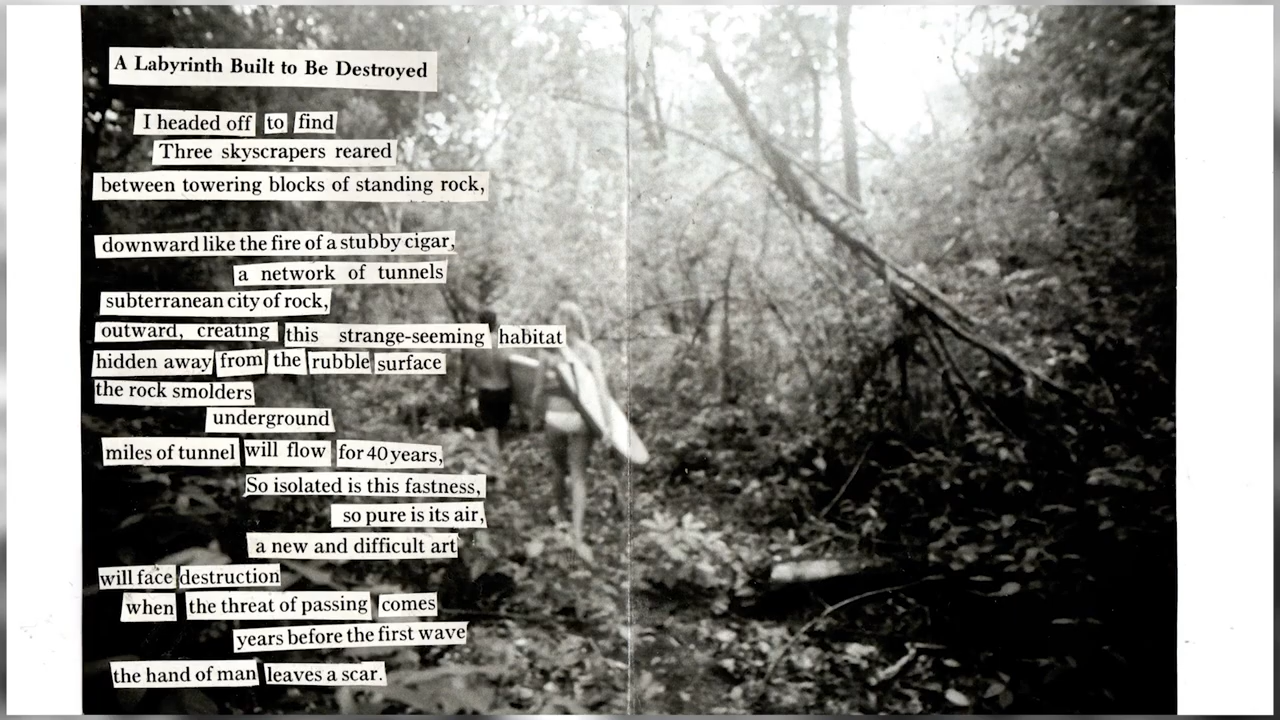 A Labyrinth Built to Be Destroyed
I headed off to find
Three skyscrapers reared
between towering blocks of standing rock,
downward like the fire of a stubby cigar,
a network of tunnels
subterranean city of rock,
outward, creating this strange-seeming habitat
hidden away from the rubble surface
the rock smolders
underground
miles of tunnel will flow for 40 years,
So isolated is this fastness,
so pure is its air,
a new and difficult art
will face destruction
when the threat of passing comes
years before the first wave
the hand of man leaves a scar.